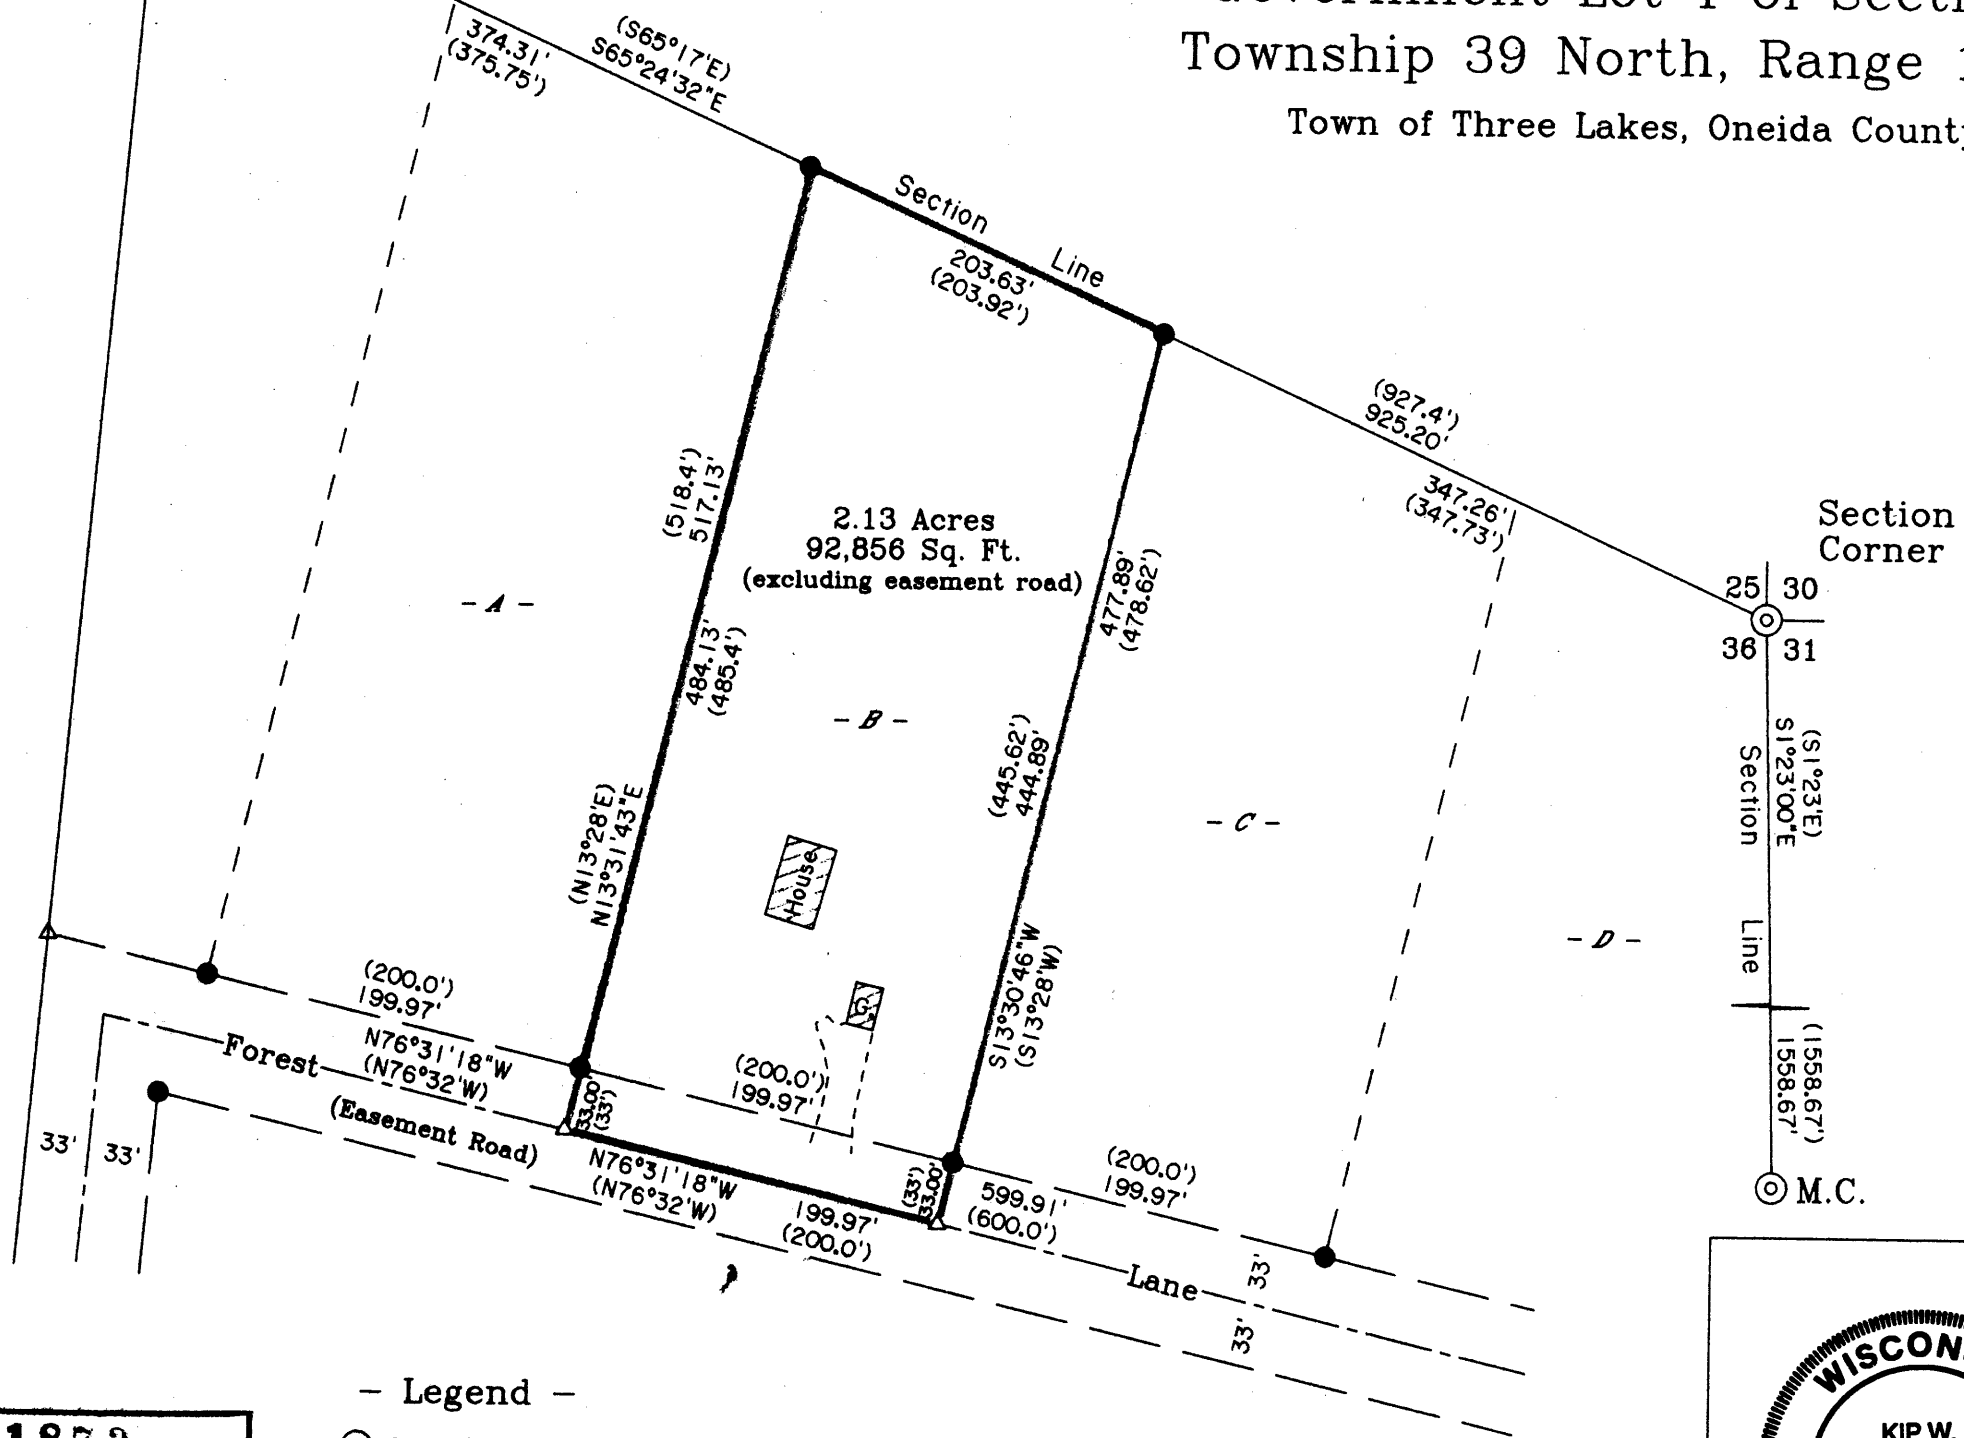 Township 39 North, Range
Town of Three Lakes, Oneida County
(S65°17'E)
S65°24'32"E
374.31'
(375.75')
Section Line
203.63'
(203.92')
(927.4')
925.20'
347.26'
(347.73')
Section
Corner
25 30
36 31
(518.4')
517.13'
2.13 Acres
92,856 Sq. Ft.
(excluding easement road)
477.89'
(478.62')
- A -
484.13'
(485.4')
- B -
(445.62')
444.89'
- C -
- D -
(S1°23'E)
S1°23'00"E
Section Line
(1558.67')
1558.67'
M.C.
(N13°28'E)
N13°31'43"E
House
G.
S13°30'46"W
(S13°28'W)
(200.0')
199.97'
N76°31'18"W
(N76°32'W)
Forest
(Easement Road)
33'
33'
33.00'
(33')
(200.0')
199.97'
N76°31'18"W
(N76°32'W)
199.97'
(200.0')
(33')
33.00'
599.91'
(600.0')
(200.0')
199.97'
Lane
33'
33'
- Legend -
WISCON
KIP W.